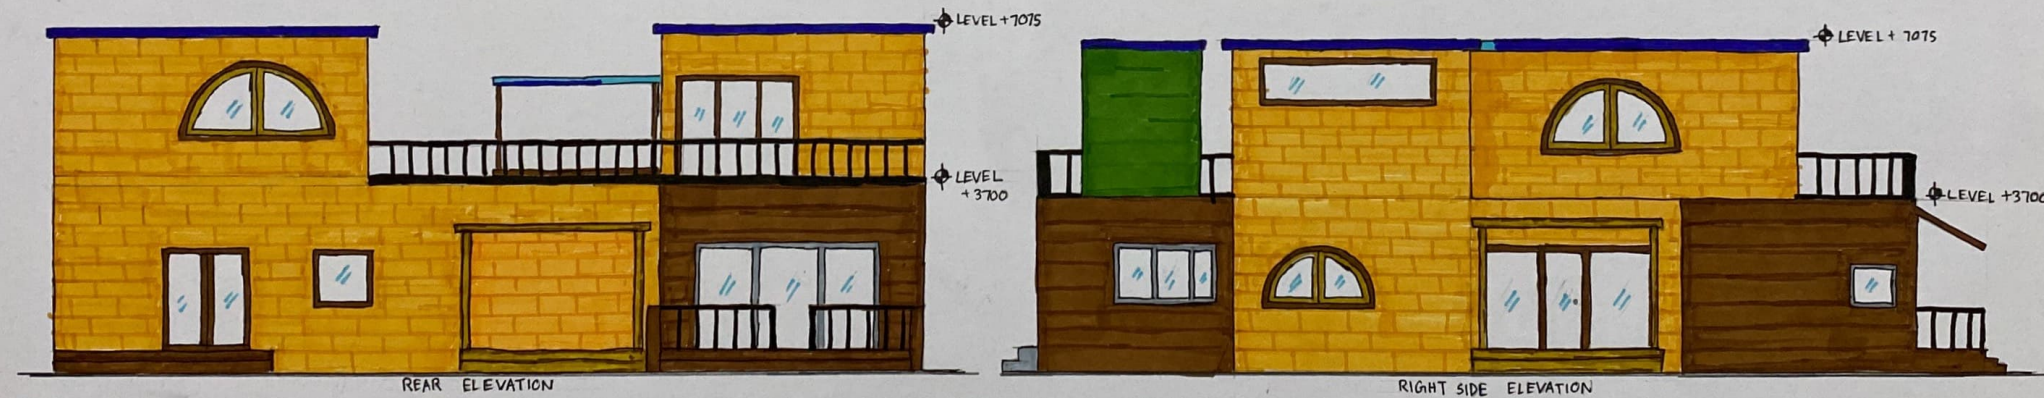 LEVEL +7075
LEVEL
+3700
REAR ELEVATION
LEVEL + 7075
LEVEL +3700
RIGHT SIDE ELEVATION